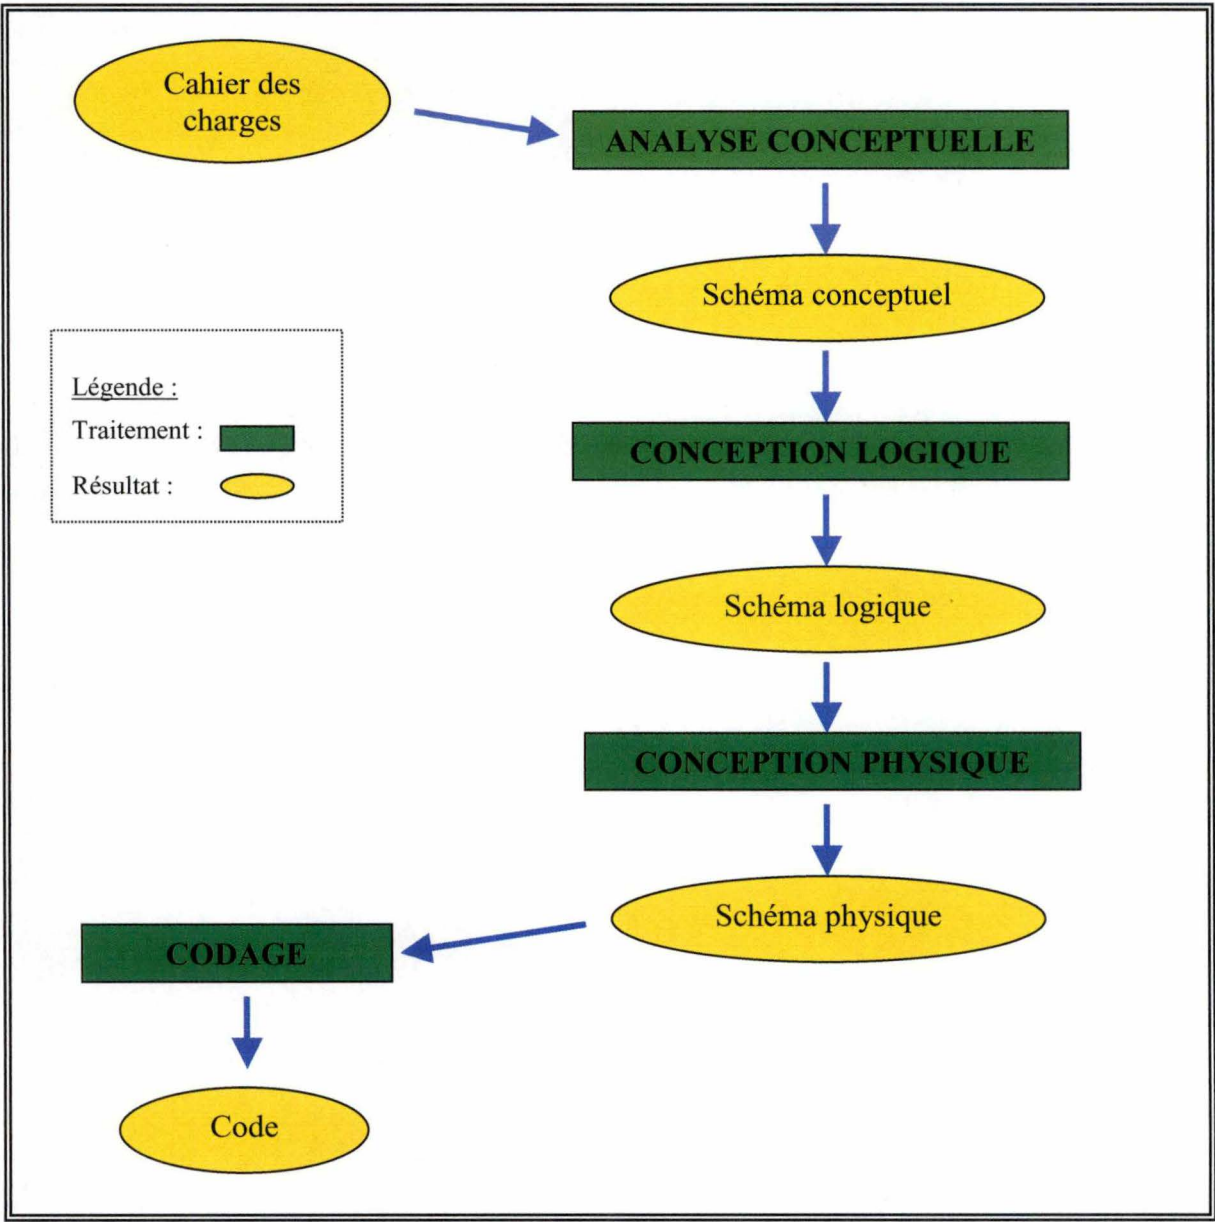 Cahier des
charges
ANALYSE CONCEPTUELLE
Schéma conceptuel
Légende :
Traitement :
Résultat :
CONCEPTION LOGIQUE
Schéma logique
CONCEPTION PHYSIQUE
Schéma physique
CODAGE
Code